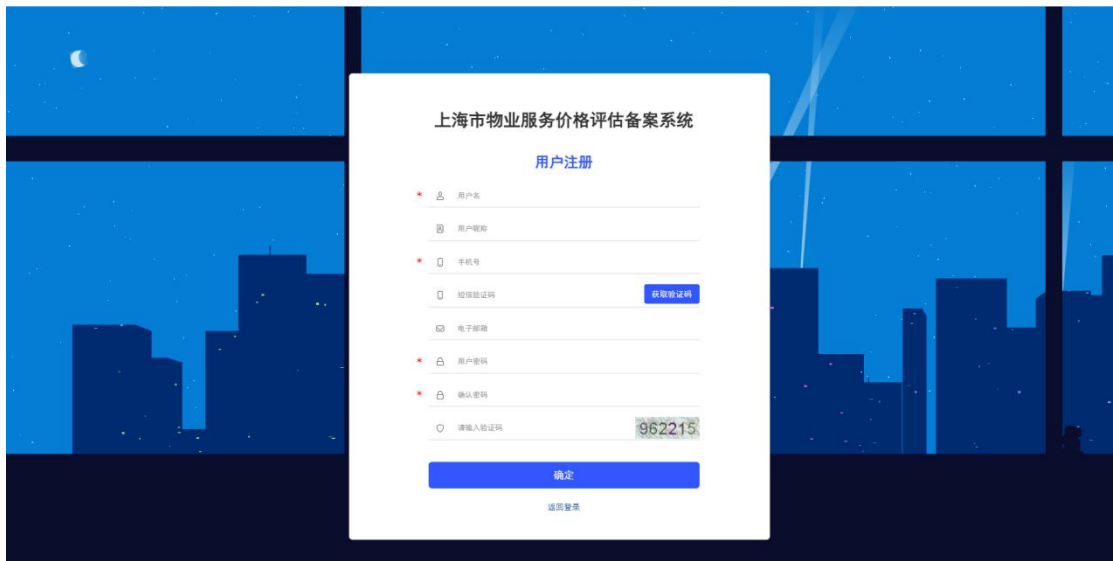 上海市物业服务价格评估备案系统
用户注册
* 用户名
用户昵称
* 手机号
短信验证码 获取验证码
电子邮箱
* 用户密码
* 确认密码
请输入验证码 962215
确定
返回登录